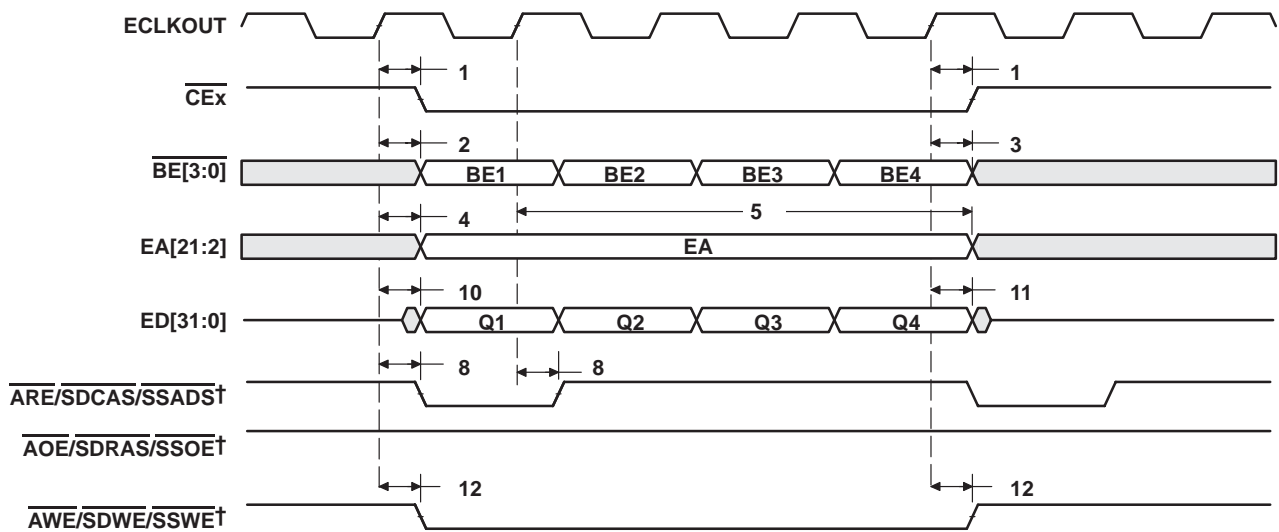 ECLKOUT
1 1
CEx
2 3
BE[3:0] BE1 BE2 BE3 BE4
5
4
EA[21:2] EA
10 11
ED[31:0] Q1 Q2 Q3 Q4
8 8
ARE/SDCAS/SSADS†
AOE/SDRAS/SSOE†
12 12
AWE/SDWE/SSWE†